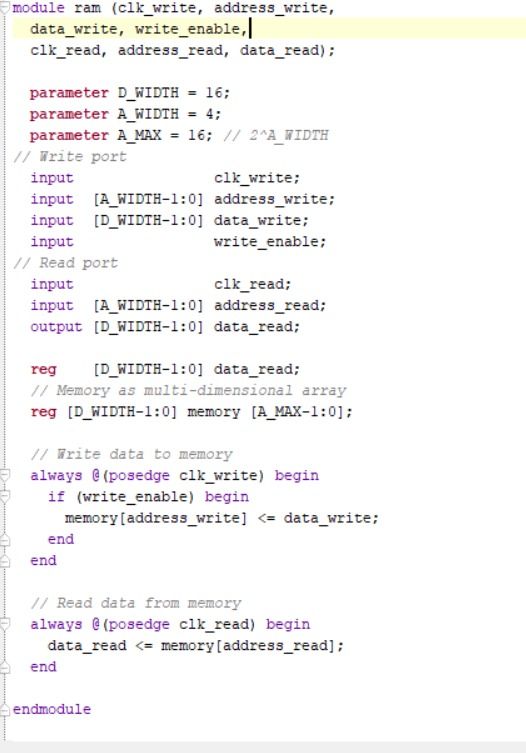 module ram (clk_write, address_write,
data_write, write_enable,
clk_read, address_read, data_read);
parameter D_WIDTH = 16;
parameter A_WIDTH = 4;
parameter A_MAX = 16; // 2^A_WIDTH
// Write port
input clk_write;
input [A_WIDTH-1:0] address_write;
input [D_WIDTH-1:0] data_write;
input write_enable;
// Read port
input clk_read;
input [A_WIDTH-1:0] address_read;
output [D_WIDTH-1:0] data_read;
reg [D_WIDTH-1:0] data_read;
// Memory as multi-dimensional array
reg [D_WIDTH-1:0] memory [A_MAX-1:0];
// Write data to memory
always @(posedge clk_write) begin
if (write_enable) begin
memory[address_write] <= data_write;
end
end
// Read data from memory
always @(posedge clk_read) begin
data_read <= memory[address_read];
end
endmodule